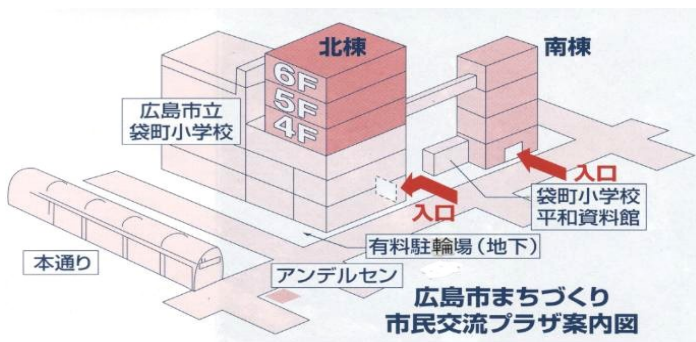 北棟
南棟
6F
5F
4F
広島市立
袋町小学校
入口
入口
袋町小学校
平和資料館
有料駐輪場(地下)
本通り
アンデルセン
広島市まちづくり
市民交流プラザ案内図